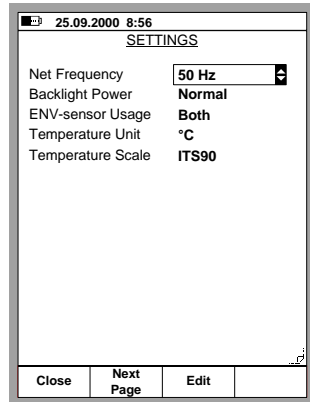 25.09.2000 8:56
SETTINGS
Net Frequency 50 Hz
Backlight Power Normal
ENV-sensor Usage Both
Temperature Unit °C
Temperature Scale ITS90
Close Next Page Edit